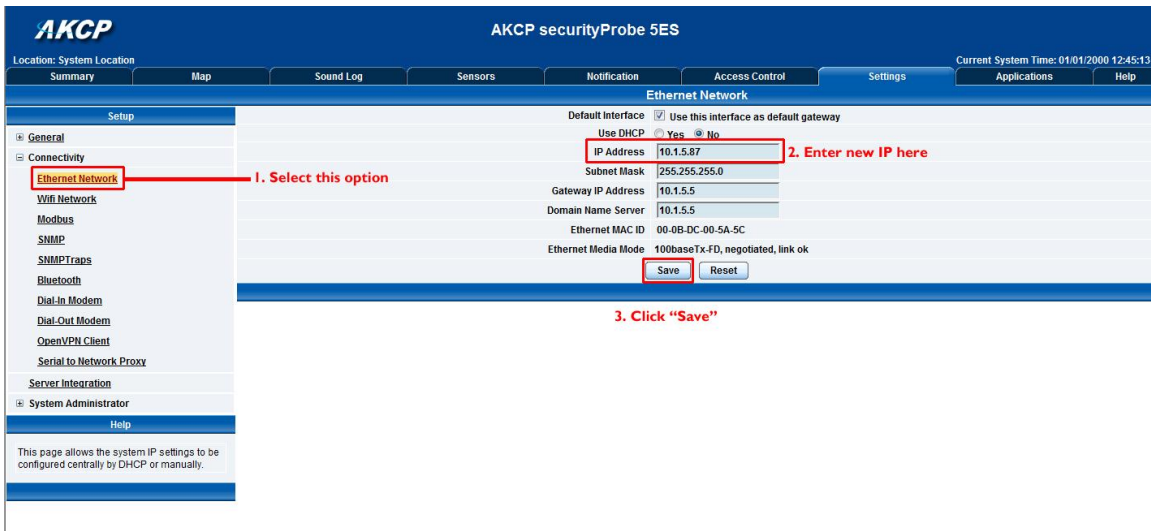 AKCP
AKCP securityProbe 5ES
Location: System Location
Current System Time: 01/01/2000 12:45:13
Summary Map Sound Log Sensors Notification Access Control Settings Applications Help
Ethernet Network
Setup
General
Connectivity
Ethernet Network
Wifi Network
Modbus
SNMP
SNMPTraps
Bluetooth
Dial-In Modem
Dial-Out Modem
OpenVPN Client
Serial to Network Proxy
Server Integration
System Administrator
Help
This page allows the system IP settings to be
configured centrally by DHCP or manually.
1. Select this option
Default Interface Use this interface as default gateway
Use DHCP Yes No
IP Address 10.1.5.87 2. Enter new IP here
Subnet Mask 255.255.255.0
Gateway IP Address 10.1.5.5
Domain Name Server 10.1.5.5
Ethernet MAC ID 00-0B-DC-00-5A-5C
Ethernet Media Mode 100baseTx-FD, negotiated, link ok
Save Reset
3. Click “Save”